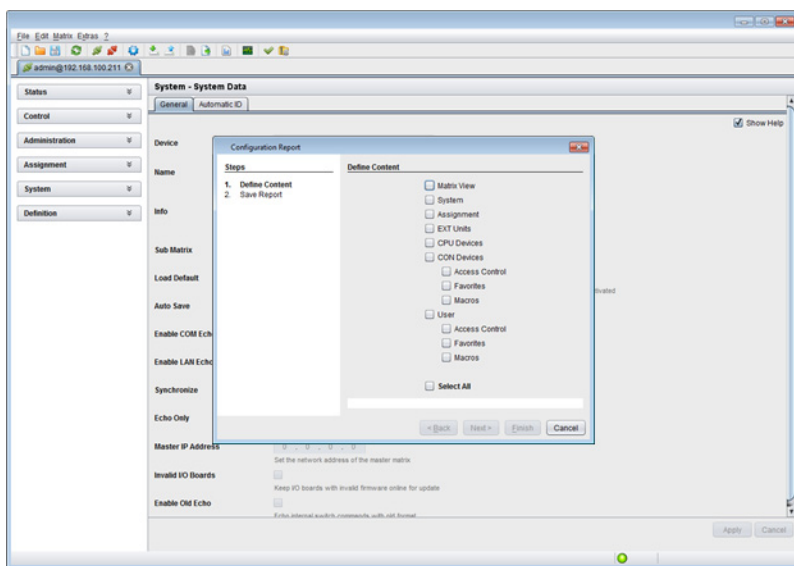 File Edit Matrix Extras ?
admin@192.168.100.211
Status
Control
Administration
Assignment
System
Definition
System - System Data
General Automatic ID
Show Help
Device
Name
Info
Sub Matrix
Load Default
Auto Save
Enable COM Ech
Enable LAN Echo
Synchronize
Echo Only
Master IP Address
0 . 0 . 0 . 0
Set the network address of the master matrix.
Invalid I/O Boards
Keep I/O boards with invalid firmware online for update
Enable Old Echo
Echo internal switch commands with old format
tivated
Configuration Report
Steps
1. Define Content
2. Save Report
Define Content
Matrix View
System
Assignment
EXT Units
CPU Devices
CON Devices
Access Control
Favorites
Macros
User
Access Control
Favorites
Macros
Select All
< Back Next > Finish Cancel
Apply Cancel